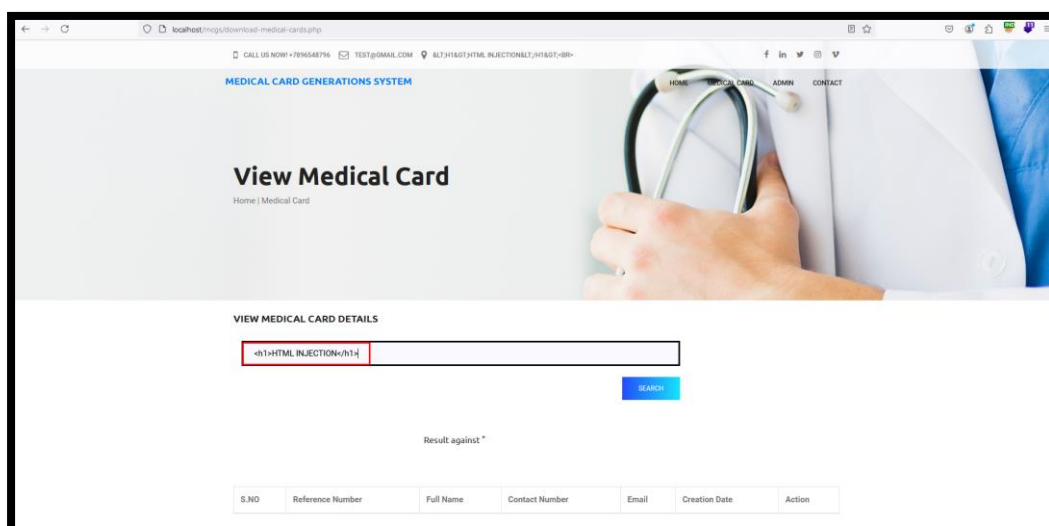 localhost/mcgs/download-medical-cards.php
CALL US NOW! +7896548796 TEST@GMAIL.COM &LT;H1&GT;HTML INJECTION&LT;/H1&GT;<BR>
MEDICAL CARD GENERATIONS SYSTEM HOME MEDICAL CARD ADMIN CONTACT
View Medical Card
Home | Medical Card
VIEW MEDICAL CARD DETAILS
<h1>HTML INJECTION</h1>
SEARCH
Result against "
S.NO Reference Number Full Name Contact Number Email Creation Date Action